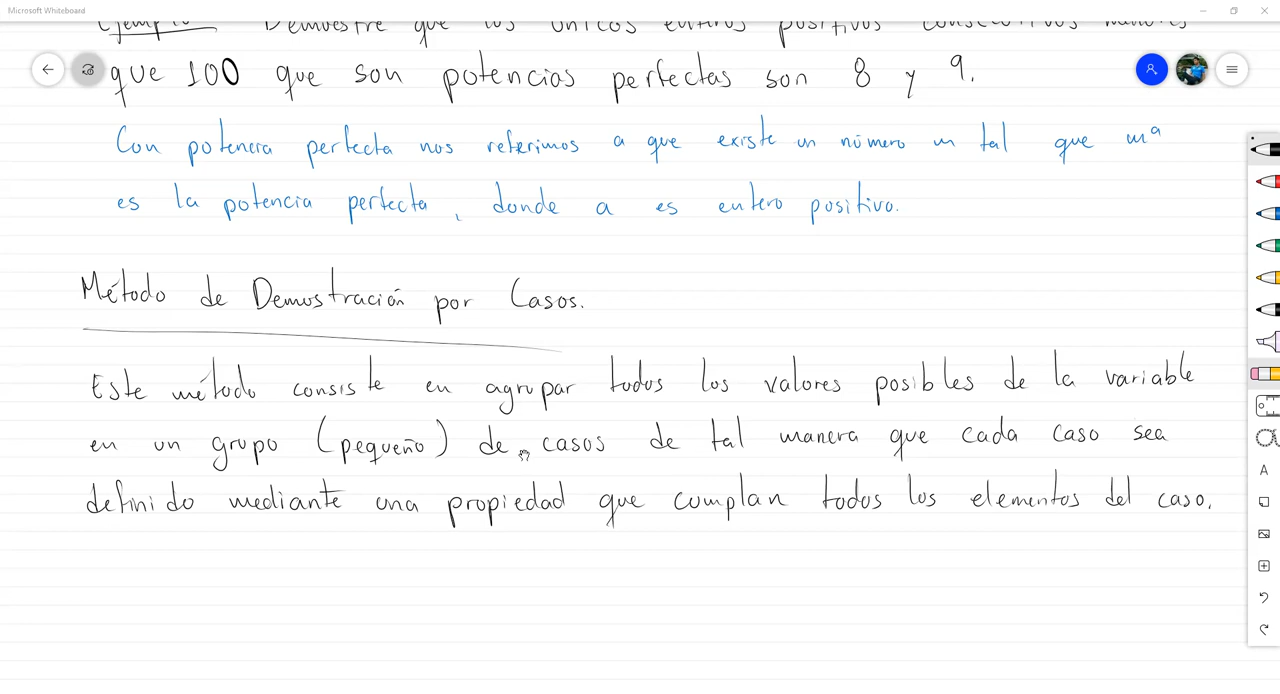 Microsoft Whiteboard
Ejemplo Demuestre que los únicos enteros positivos consecutivos menores
que 100 que son potencias perfectas son 8 y 9.
Con potencia perfecta nos referimos a que existe un número m tal que mᵃ
es la potencia perfecta, donde a es entero positivo.
Método de Demostración por Casos.
Este método consiste en agrupar todos los valores posibles de la variable
en un grupo (pequeño) de casos de tal manera que cada caso sea
definido mediante una propiedad que cumplan todos los elementos del caso.
A